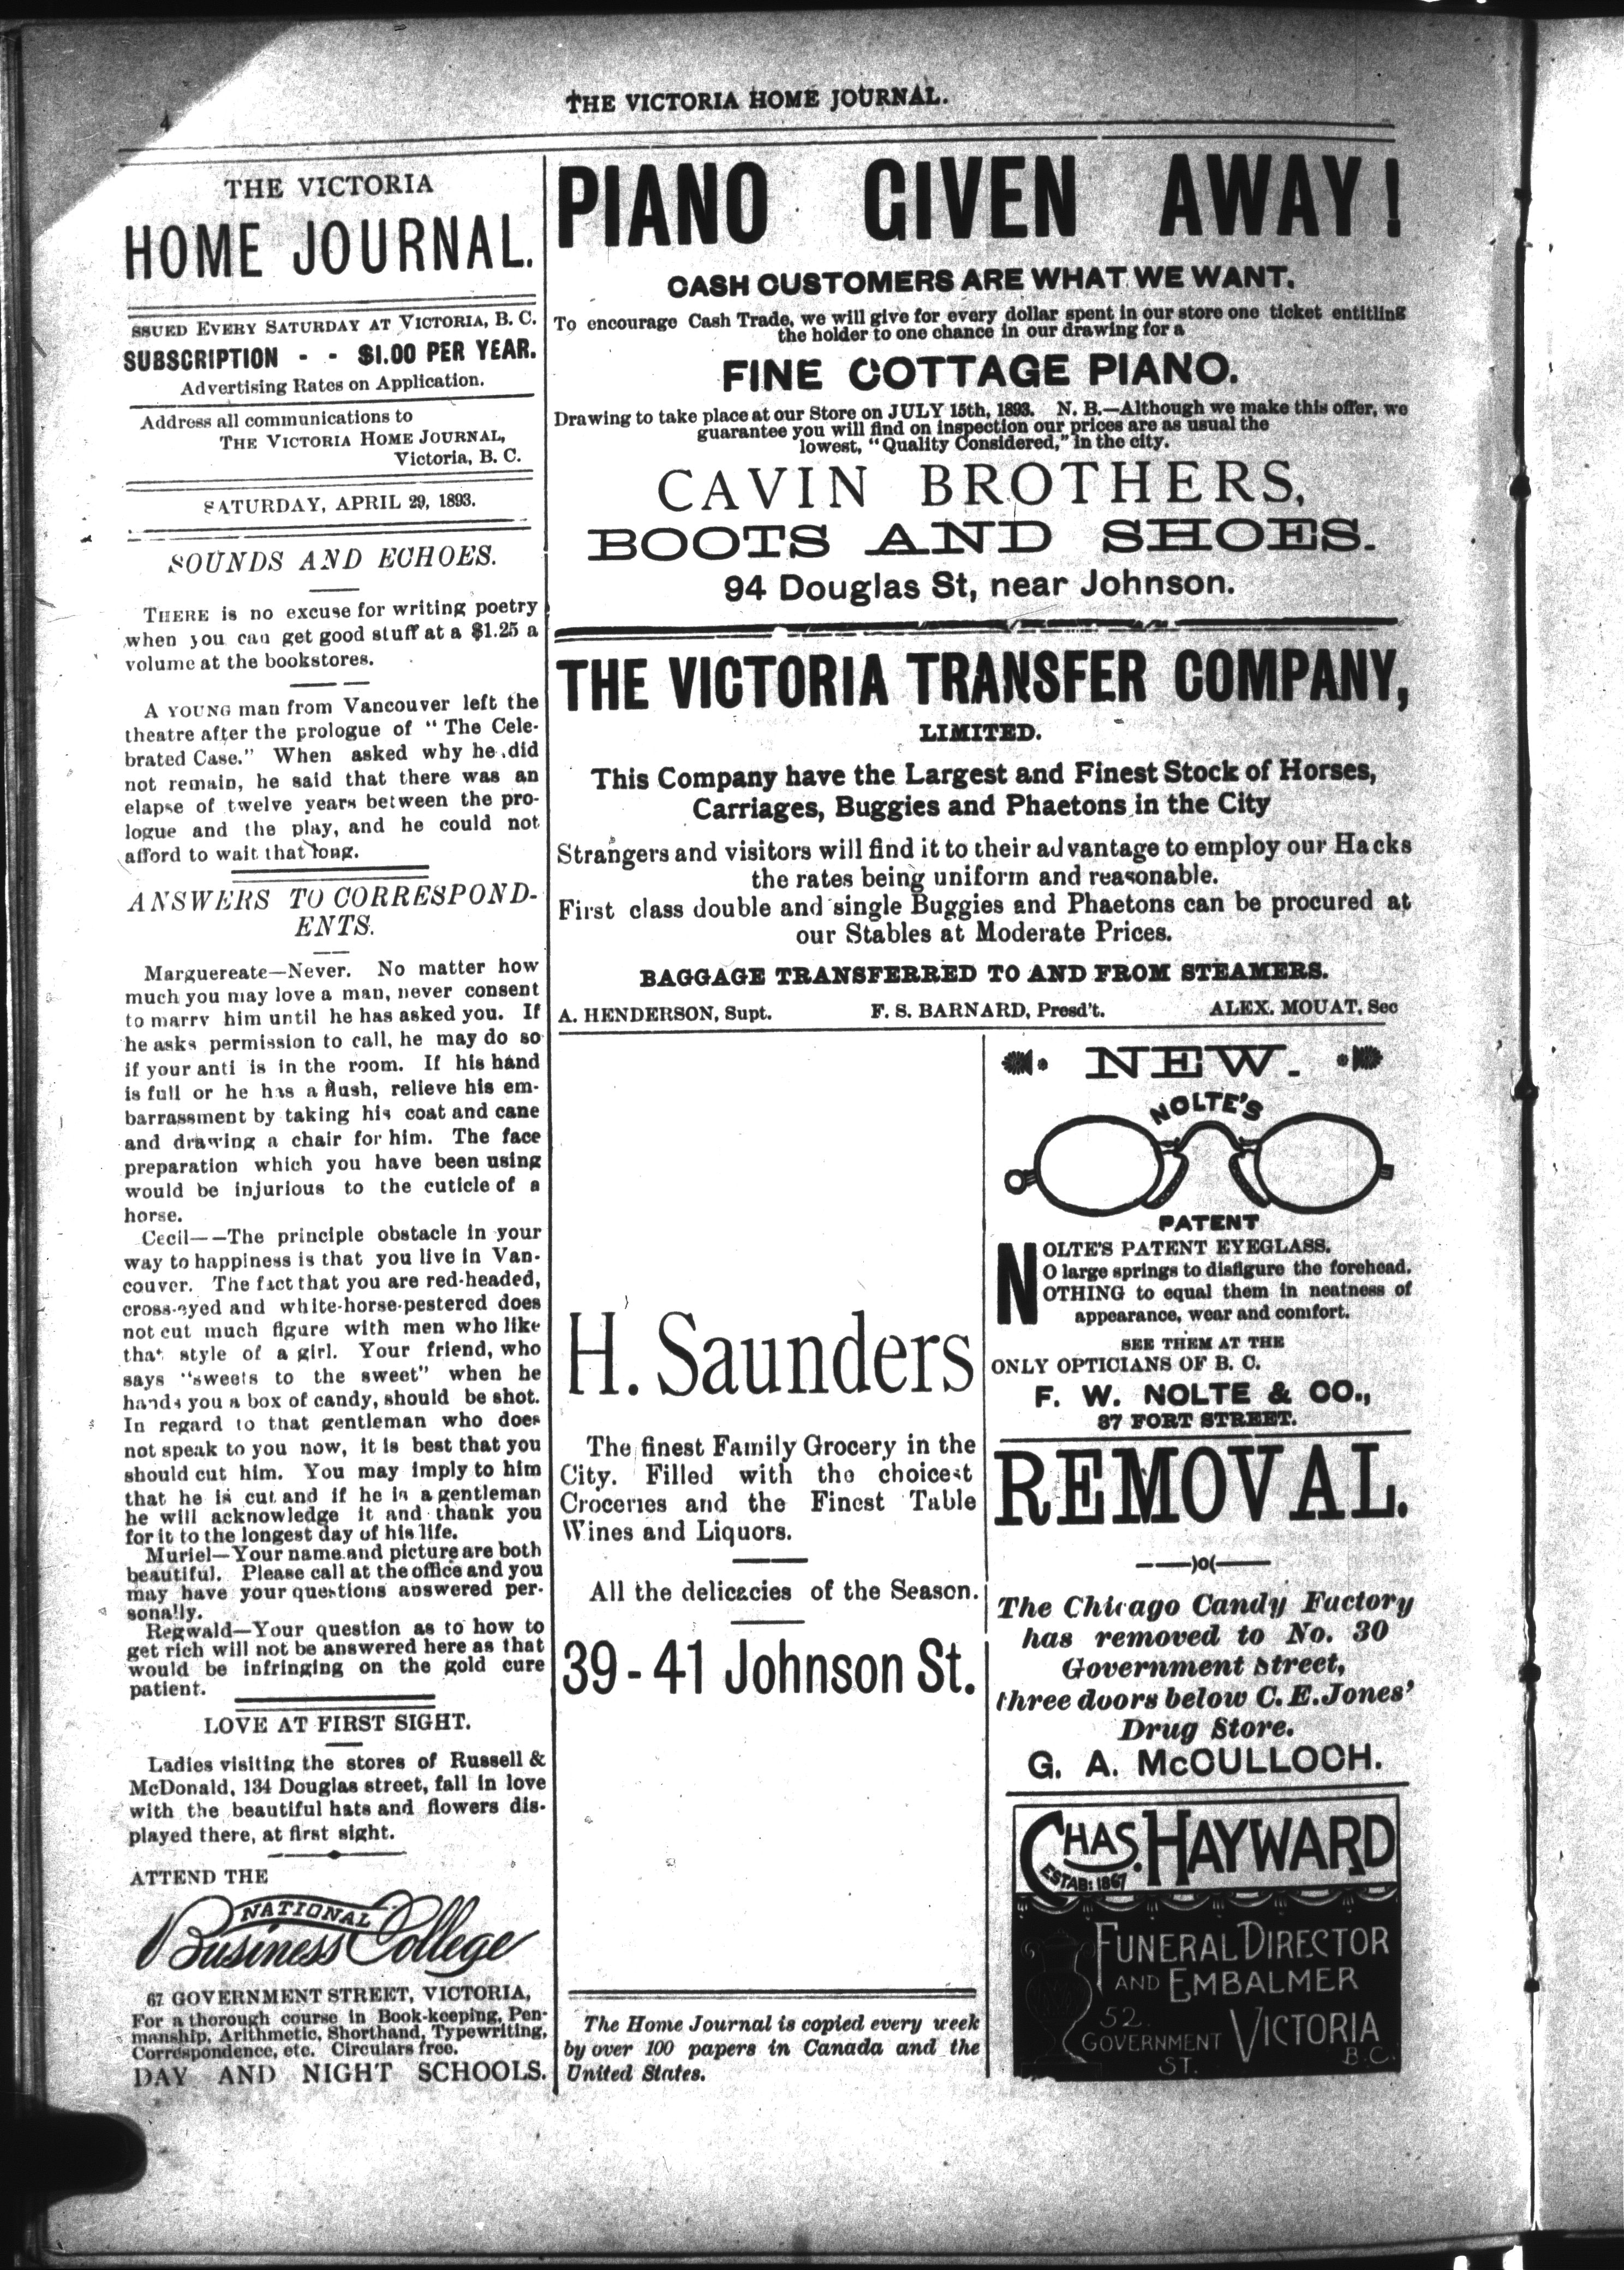 4
THE VICTORIA HOME JOURNAL.
THE VICTORIA
HOME JOURNAL.
SSUED EVERY SATURDAY AT VICTORIA, B. C.
SUBSCRIPTION - - $1.00 PER YEAR.
Advertising Rates on Application.
Address all communications to
THE VICTORIA HOME JOURNAL,
Victoria, B. C.
SATURDAY, APRIL 29, 1893.
SOUNDS AND ECHOES.
THERE is no excuse for writing poetry
when you can get good stuff at a $1.25 a
volume at the bookstores.
A YOUNG man from Vancouver left the
theatre after the prologue of "The Cele-
brated Case." When asked why he did
not remain, he said that there was an
elapse of twelve years between the pro-
logue and the play, and he could not
afford to wait that long.
ANSWERS TO CORRESPOND-
ENTS.
Marguereate—Never. No matter how
much you may love a man, never consent
to marry him until he has asked you. If
he asks permission to call, he may do so
if your anti is in the room. If his hand
is full or he has a flush, relieve his em-
barrassment by taking his coat and cane
and drawing a chair for him. The face
preparation which you have been using
would be injurious to the cuticle of a
horse.
Cecil——The principle obstacle in your
way to happiness is that you live in Van-
couver. The fact that you are red-headed,
cross-eyed and white-horse-pestered does
not cut much figure with men who like
that style of a girl. Your friend, who
says "sweets to the sweet" when he
hands you a box of candy, should be shot.
In regard to that gentleman who does
not speak to you now, it is best that you
should cut him. You may imply to him
that he is cut and if he is a gentleman
he will acknowledge it and thank you
for it to the longest day of his life.
Muriel—Your name and picture are both
beautiful. Please call at the office and you
may have your questions answered per-
sonally.
Regwald—Your question as to how to
get rich will not be answered here as that
would be infringing on the gold cure
patient.
LOVE AT FIRST SIGHT.
Ladies visiting the stores of Russell &
McDonald, 134 Douglas street, fall in love
with the beautiful hats and flowers dis-
played there, at first sight.
ATTEND THE
NATIONAL
Business College
67 GOVERNMENT STREET, VICTORIA,
For a thorough course in Book-keeping, Pen-
manship, Arithmetic, Shorthand, Typewriting,
Correspondence, etc. Circulars free.
DAY AND NIGHT SCHOOLS.
PIANO GIVEN AWAY!
CASH CUSTOMERS ARE WHAT WE WANT.
To encourage Cash Trade, we will give for every dollar spent in our store one ticket entitling
the holder to one chance in our drawing for a
FINE COTTAGE PIANO.
Drawing to take place at our Store on JULY 15th, 1893. N. B.—Although we make this offer, we
guarantee you will find on inspection our prices are as usual the
lowest, "Quality Considered," in the city.
CAVIN BROTHERS,
BOOTS AND SHOES.
94 Douglas St, near Johnson.
THE VICTORIA TRANSFER COMPANY,
LIMITED.
This Company have the Largest and Finest Stock of Horses,
Carriages, Buggies and Phaetons in the City
Strangers and visitors will find it to their advantage to employ our Hacks
the rates being uniform and reasonable.
First class double and single Buggies and Phaetons can be procured at
our Stables at Moderate Prices.
BAGGAGE TRANSFERRED TO AND FROM STEAMERS.
A. HENDERSON, Supt. F. S. BARNARD, Presd't. ALEX. MOUAT, Sec
H. Saunders
The finest Family Grocery in the
City. Filled with the choicest
Groceries and the Finest Table
Wines and Liquors.
All the delicacies of the Season.
39-41 Johnson St.
The Home Journal is copied every week
by over 100 papers in Canada and the
United States.
NEW.
NOLTE'S
PATENT
NOLTE'S PATENT EYEGLASS.
NO large springs to disfigure the forehead.
NOTHING to equal them in neatness of
appearance, wear and comfort.
SEE THEM AT THE
ONLY OPTICIANS OF B. C.
F. W. NOLTE & CO.,
37 FORT STREET.
REMOVAL.
——)o(——
The Chicago Candy Factory
has removed to No. 30
Government Street,
three doors below C. E. Jones'
Drug Store.
G. A. McCULLOCH.
CHAS. HAYWARD
ESTAB: 1867
FUNERAL DIRECTOR
AND EMBALMER
52.
GOVERNMENT
ST.
VICTORIA
B.C.